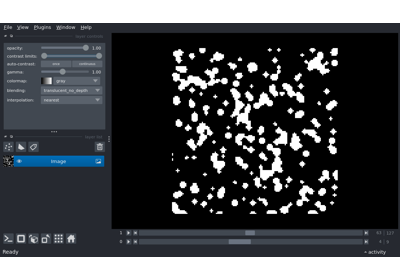 File View Plugins Window Help
opacity: 1.00
contrast limits:
auto-contrast: once continuous
gamma: 1.00
colormap: gray
blending: translucent_no_depth
interpolation: nearest
Image
1
0
Ready
activity